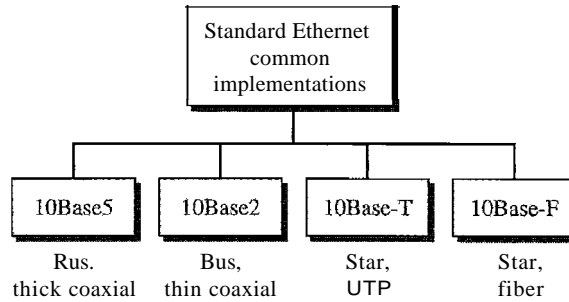 Standard Ethernet
common
implementations
10Base5
10Base2
10Base-T
10Base-F
Rus.
thick coaxial
Bus,
thin coaxial
Star,
UTP
Star,
fiber